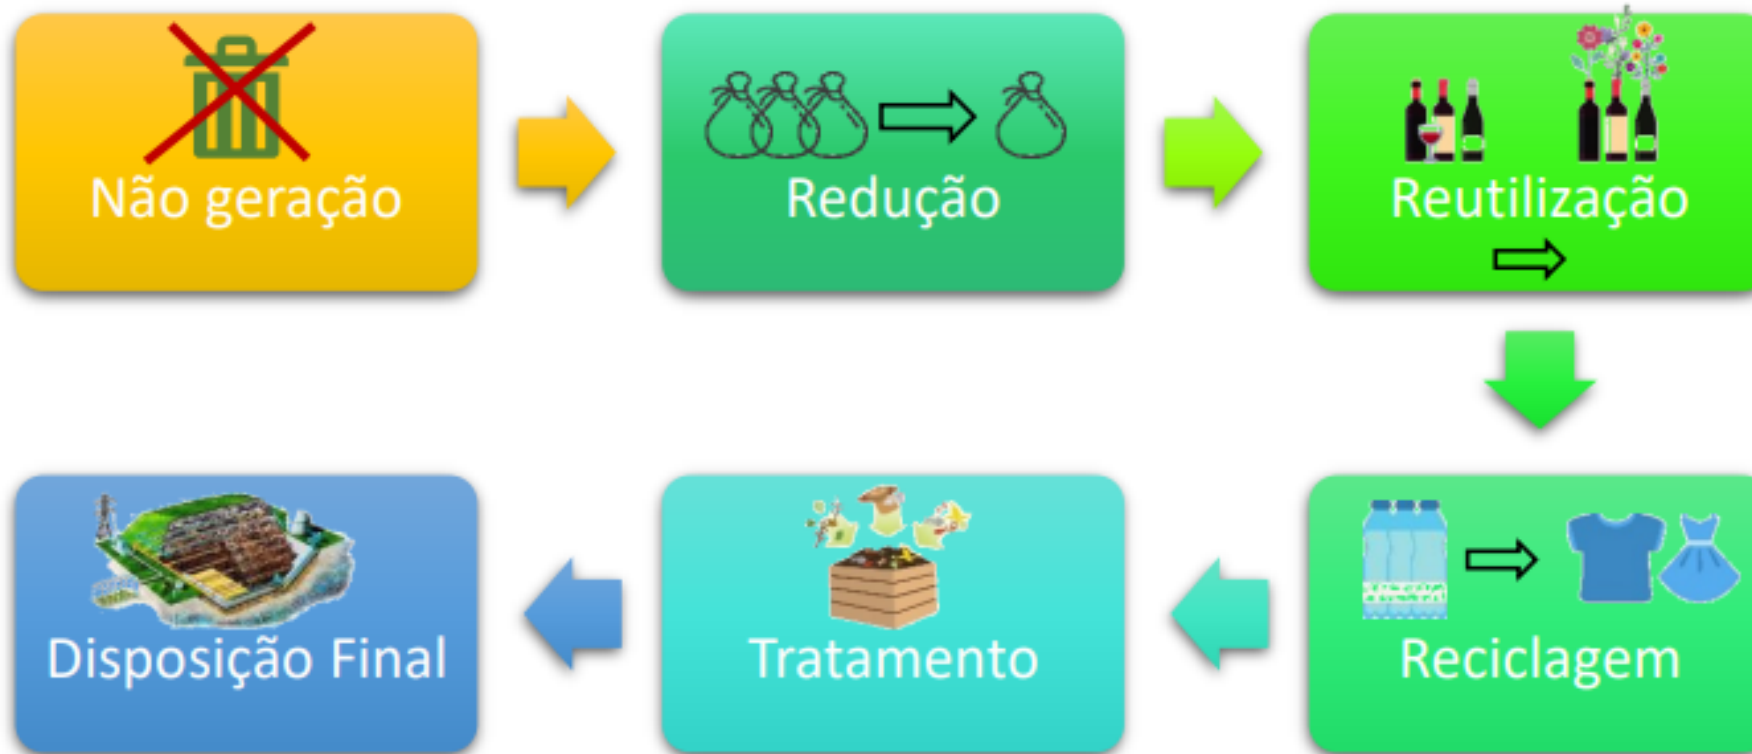 Não geração
Redução
Reutilização
Reciclagem
Tratamento
Disposição Final